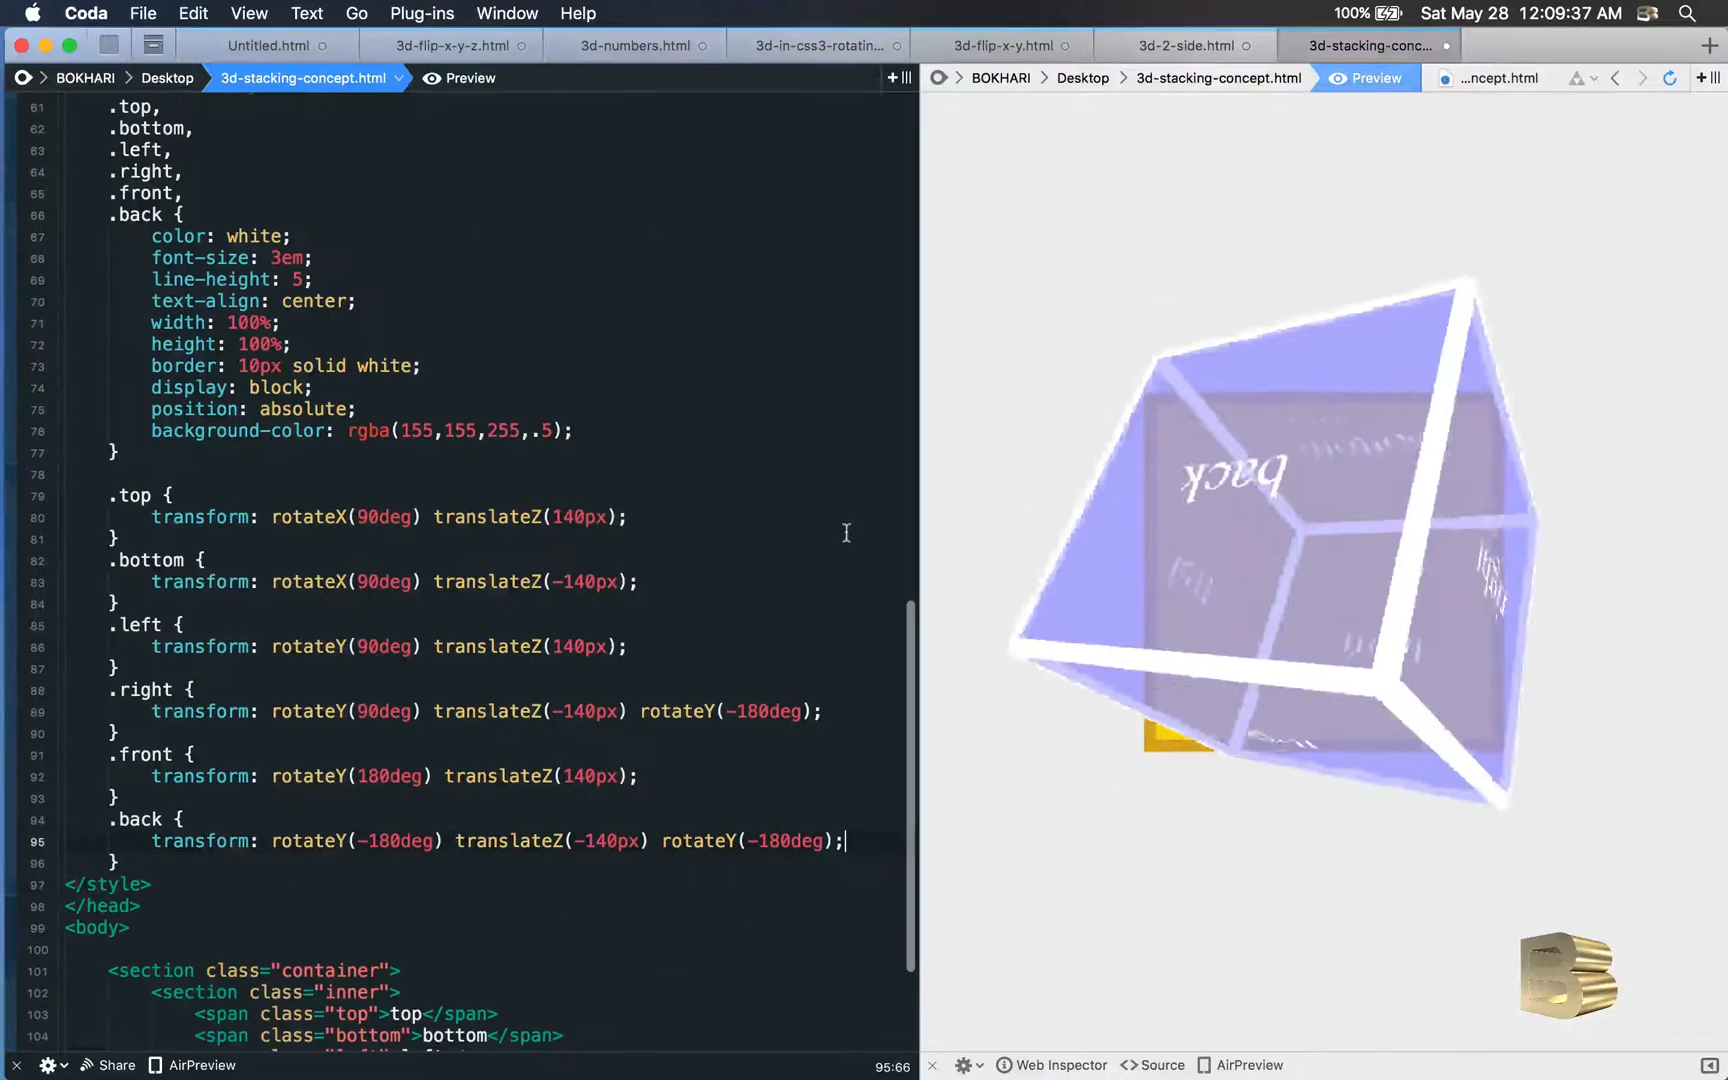 Coda File Edit View Text Go Plug-ins Window Help 100% Sat May 28 12:09:37 AM
Untitled.html 3d-flip-x-y-z.html 3d-numbers.html 3d-in-css3-rotatin... 3d-flip-x-y.html 3d-2-side.html 3d-stacking-conc...
BOKHARI Desktop 3d-stacking-concept.html Preview BOKHARI Desktop 3d-stacking-concept.html Preview ...ncept.html
61 .top,
62 .bottom,
63 .left,
64 .right,
65 .front,
66 .back {
67 color: white;
68 font-size: 3em;
69 line-height: 5;
70 text-align: center;
71 width: 100%;
72 height: 100%;
73 border: 10px solid white;
74 display: block;
75 position: absolute;
76 background-color: rgba(155,155,255,.5);
77 }
78
79 .top {
80 transform: rotateX(90deg) translateZ(140px);
81 }
82 .bottom {
83 transform: rotateX(90deg) translateZ(-140px);
84 }
85 .left {
86 transform: rotateY(90deg) translateZ(140px);
87 }
88 .right {
89 transform: rotateY(90deg) translateZ(-140px) rotateY(-180deg);
90 }
91 .front {
92 transform: rotateY(180deg) translateZ(140px);
93 }
94 .back {
95 transform: rotateY(-180deg) translateZ(-140px) rotateY(-180deg);
96 }
97 </style>
98 </head>
99 <body>
100
101 <section class="container">
102 <section class="inner">
103 <span class="top">top</span>
104 <span class="bottom">bottom</span>
back
B
Share AirPreview 95:66 Web Inspector Source AirPreview